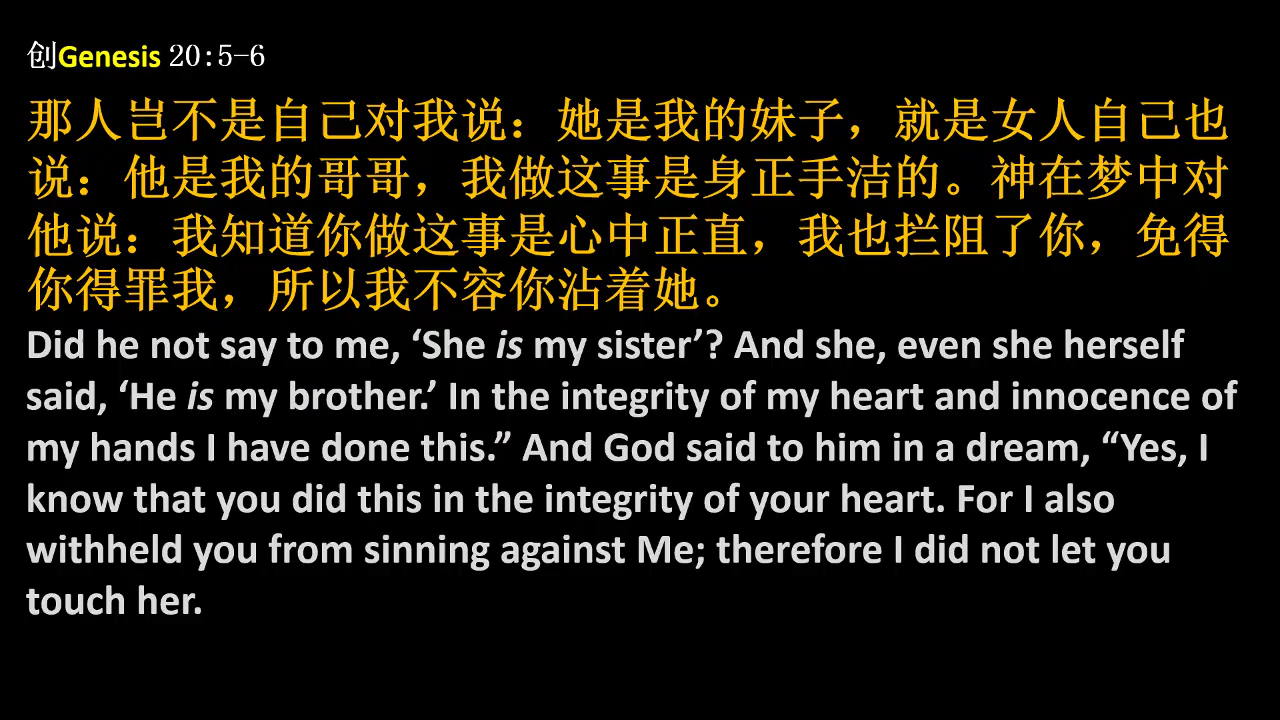 创Genesis 20:5-6
那人岂不是自己对我说：她是我的妹子，就是女人自己也
说：他是我的哥哥，我做这事是身正手洁的。神在梦中对
他说：我知道你做这事是心中正直，我也拦阻了你，免得
你得罪我，所以我不容你沾着她。
Did he not say to me, ‘She is my sister’? And she, even she herself
said, ‘He is my brother.’ In the integrity of my heart and innocence of
my hands I have done this.” And God said to him in a dream, “Yes, I
know that you did this in the integrity of your heart. For I also
withheld you from sinning against Me; therefore I did not let you
touch her.